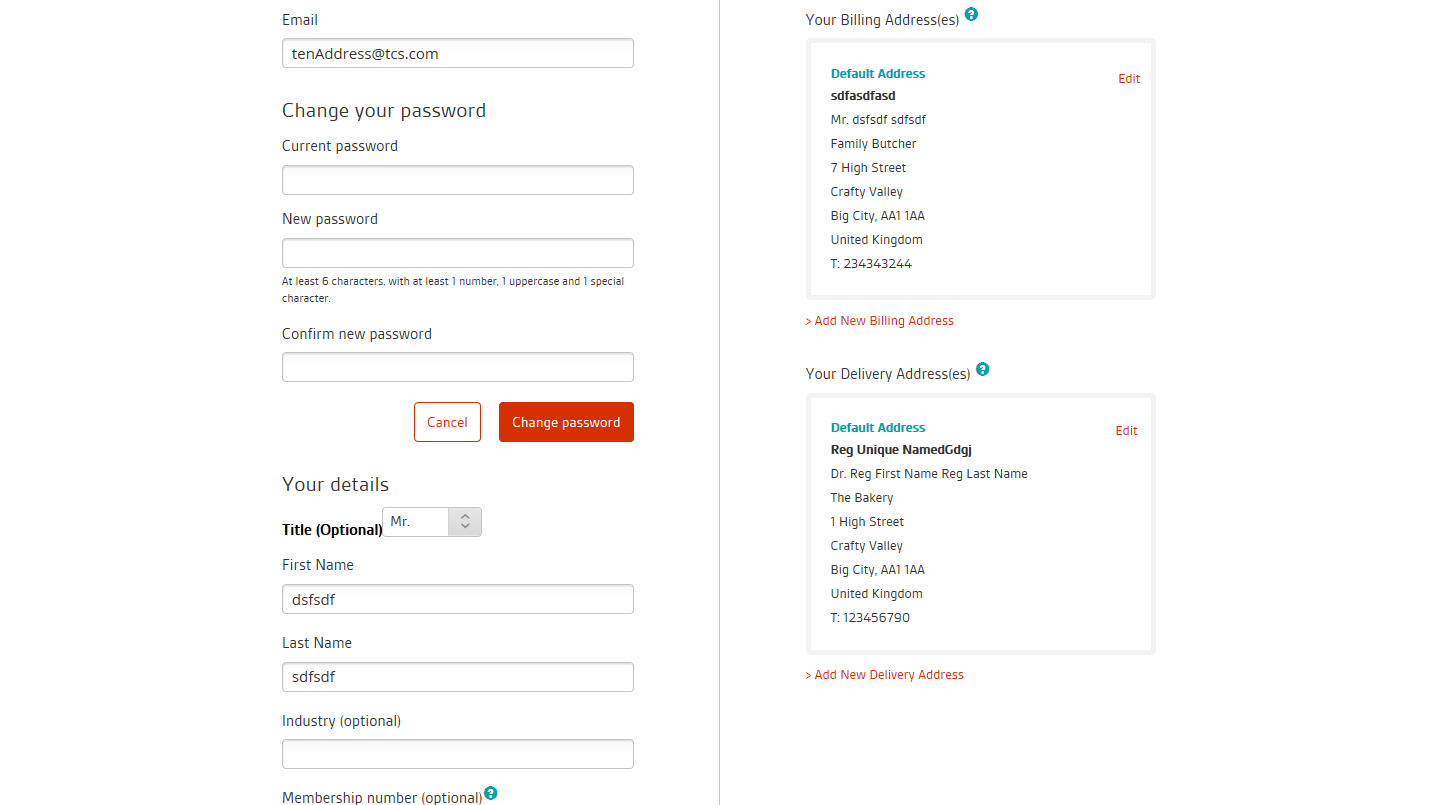 Email
tenAddress@tcs.com
Change your password
Current password
New password
At least 6 characters, with at least 1 number, 1 uppercase and 1 special
character.
Confirm new password
Cancel
Change password
Your details
Title (Optional)
Mr.
First Name
dsfsdf
Last Name
sdfsdf
Industry (optional)
Membership number (optional)
?
Your Billing Address(es)
?
Default Address
Edit
sdfasdfasd
Mr. dsfsdf sdfsdf
Family Butcher
7 High Street
Crafty Valley
Big City, AA1 1AA
United Kingdom
T: 234343244
> Add New Billing Address
Your Delivery Address(es)
?
Default Address
Edit
Reg Unique NamedGdgj
Dr. Reg First Name Reg Last Name
The Bakery
1 High Street
Crafty Valley
Big City, AA1 1AA
United Kingdom
T: 123456790
> Add New Delivery Address